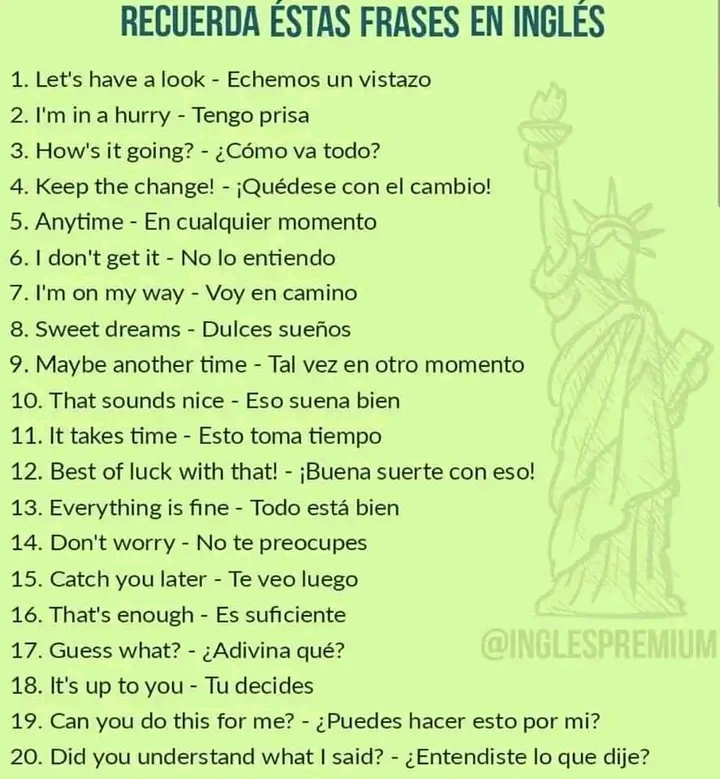 RECUERDA ÉSTAS FRASES EN INGLÉS
1. Let's have a look - Echemos un vistazo
2. I'm in a hurry - Tengo prisa
3. How's it going? - ¿Cómo va todo?
4. Keep the change! - ¡Quédese con el cambio!
5. Anytime - En cualquier momento
6. I don't get it - No lo entiendo
7. I'm on my way - Voy en camino
8. Sweet dreams - Dulces sueños
9. Maybe another time - Tal vez en otro momento
10. That sounds nice - Eso suena bien
11. It takes time - Esto toma tiempo
12. Best of luck with that! - ¡Buena suerte con eso!
13. Everything is fine - Todo está bien
14. Don't worry - No te preocupes
15. Catch you later - Te veo luego
16. That's enough - Es suficiente
17. Guess what? - ¿Adivina qué?
@INGLESPREMIUM
18. It's up to you - Tu decides
19. Can you do this for me? - ¿Puedes hacer esto por mi?
20. Did you understand what I said? - ¿Entendiste lo que dije?